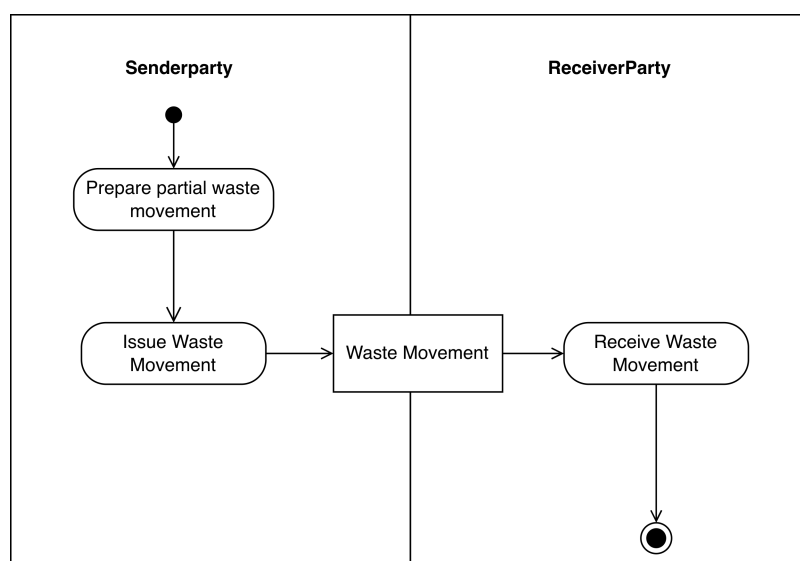 Senderparty
ReceiverParty
Prepare partial waste
movement
Issue Waste
Movement
Waste Movement
Receive Waste
Movement